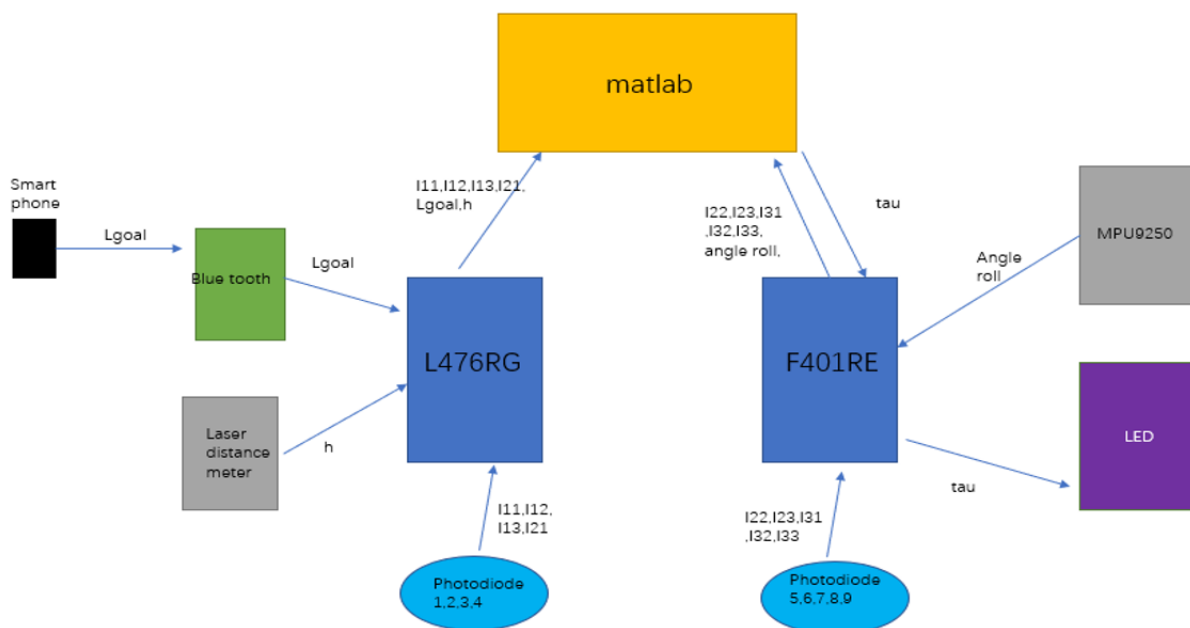 matlab
Smart
phone
Lgoal
Blue tooth
Lgoal
I11,I12,I13,I21,
Lgoal,h
I22,I23,I31
,I32,I33,
angle roll,
tau
MPU9250
Angle
roll
L476RG
F401RE
Laser
distance
meter
h
LED
tau
I11,I12,
I13,I21
I22,I23,I31
,I32,I33
Photodiode
1,2,3,4
Photodiode
5,6,7,8,9